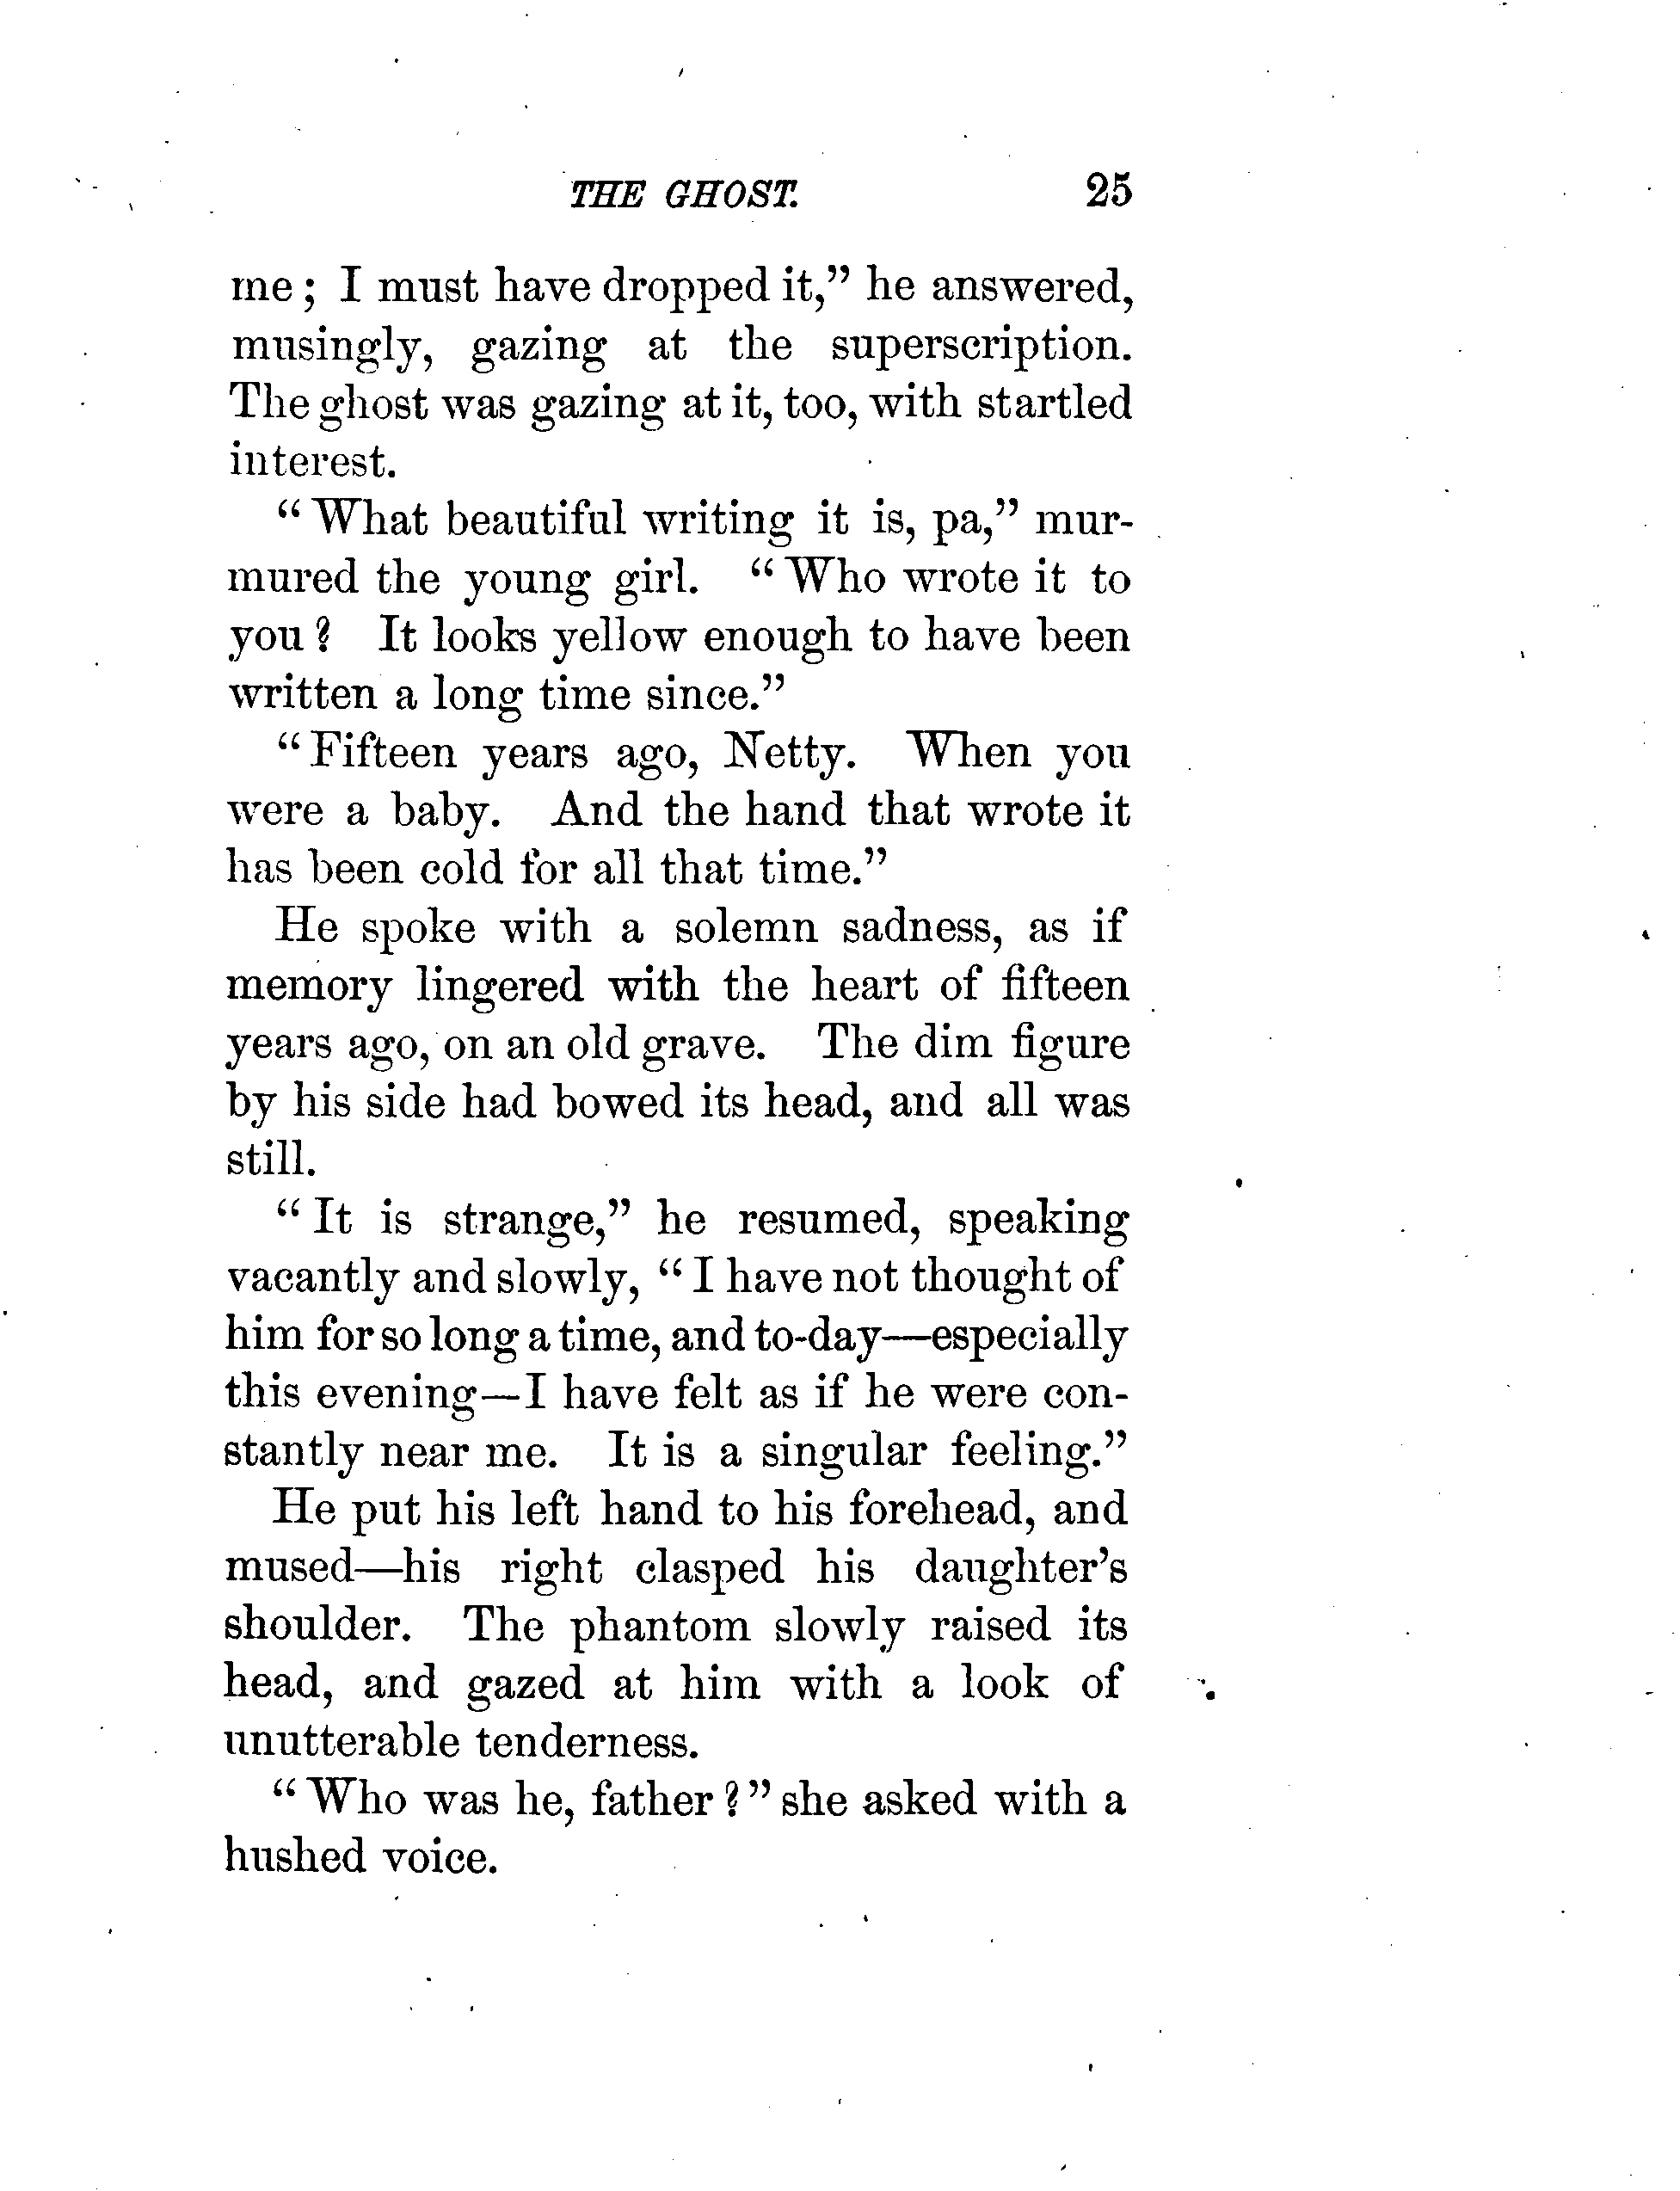 THE GHOST. 25
me; I must have dropped it,” he answered,
musingly, gazing at the superscription.
The ghost was gazing at it, too, with startled
interest.
“What beautiful writing it is, pa,” mur-
mured the young girl. “Who wrote it to
you? It looks yellow enough to have been
written a long time since.”
“Fifteen years ago, Netty. When you
were a baby. And the hand that wrote it
has been cold for all that time.”
He spoke with a solemn sadness, as if
memory lingered with the heart of fifteen
years ago, on an old grave. The dim figure
by his side had bowed its head, and all was
still.
“It is strange,” he resumed, speaking
vacantly and slowly, “I have not thought of
him for so long a time, and to-day—especially
this evening—I have felt as if he were con-
stantly near me. It is a singular feeling.”
He put his left hand to his forehead, and
mused—his right clasped his daughter’s
shoulder. The phantom slowly raised its
head, and gazed at him with a look of
unutterable tenderness.
“Who was he, father?” she asked with a
hushed voice.